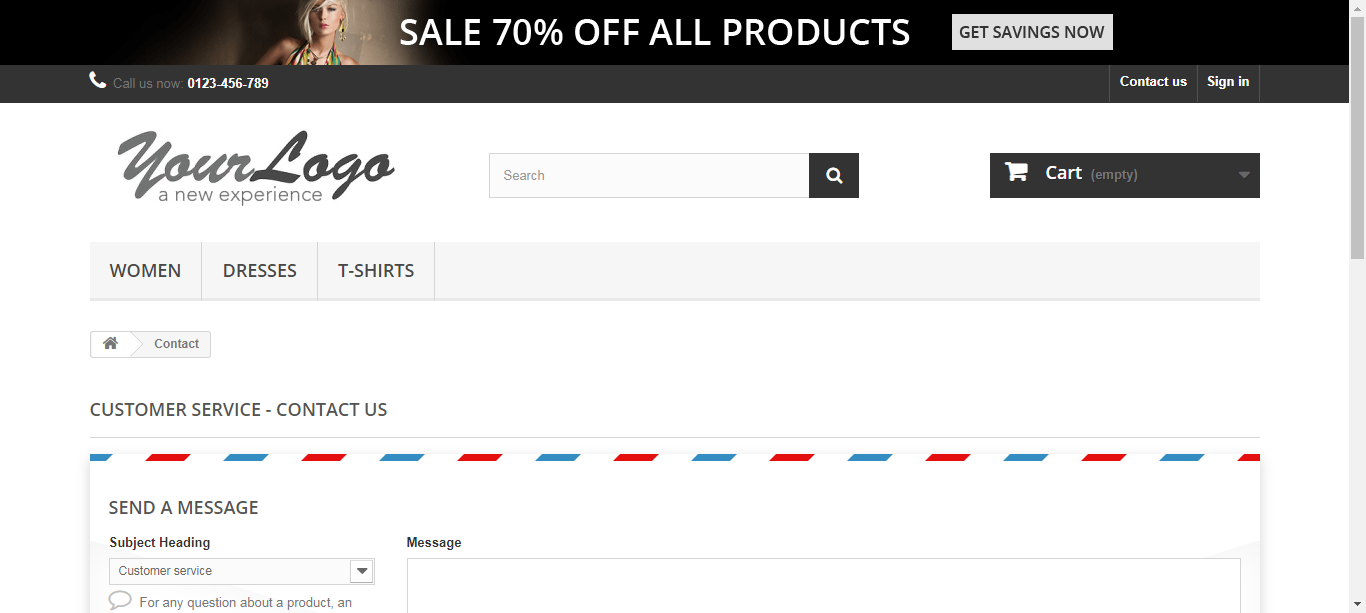 SALE 70% OFF ALL PRODUCTS GET SAVINGS NOW
Call us now: 0123-456-789 Contact us Sign in
Your Logo
a new experience
Search
Cart (empty)
WOMEN DRESSES T-SHIRTS
Contact
CUSTOMER SERVICE - CONTACT US
SEND A MESSAGE
Subject Heading
Customer service
For any question about a product, an
Message